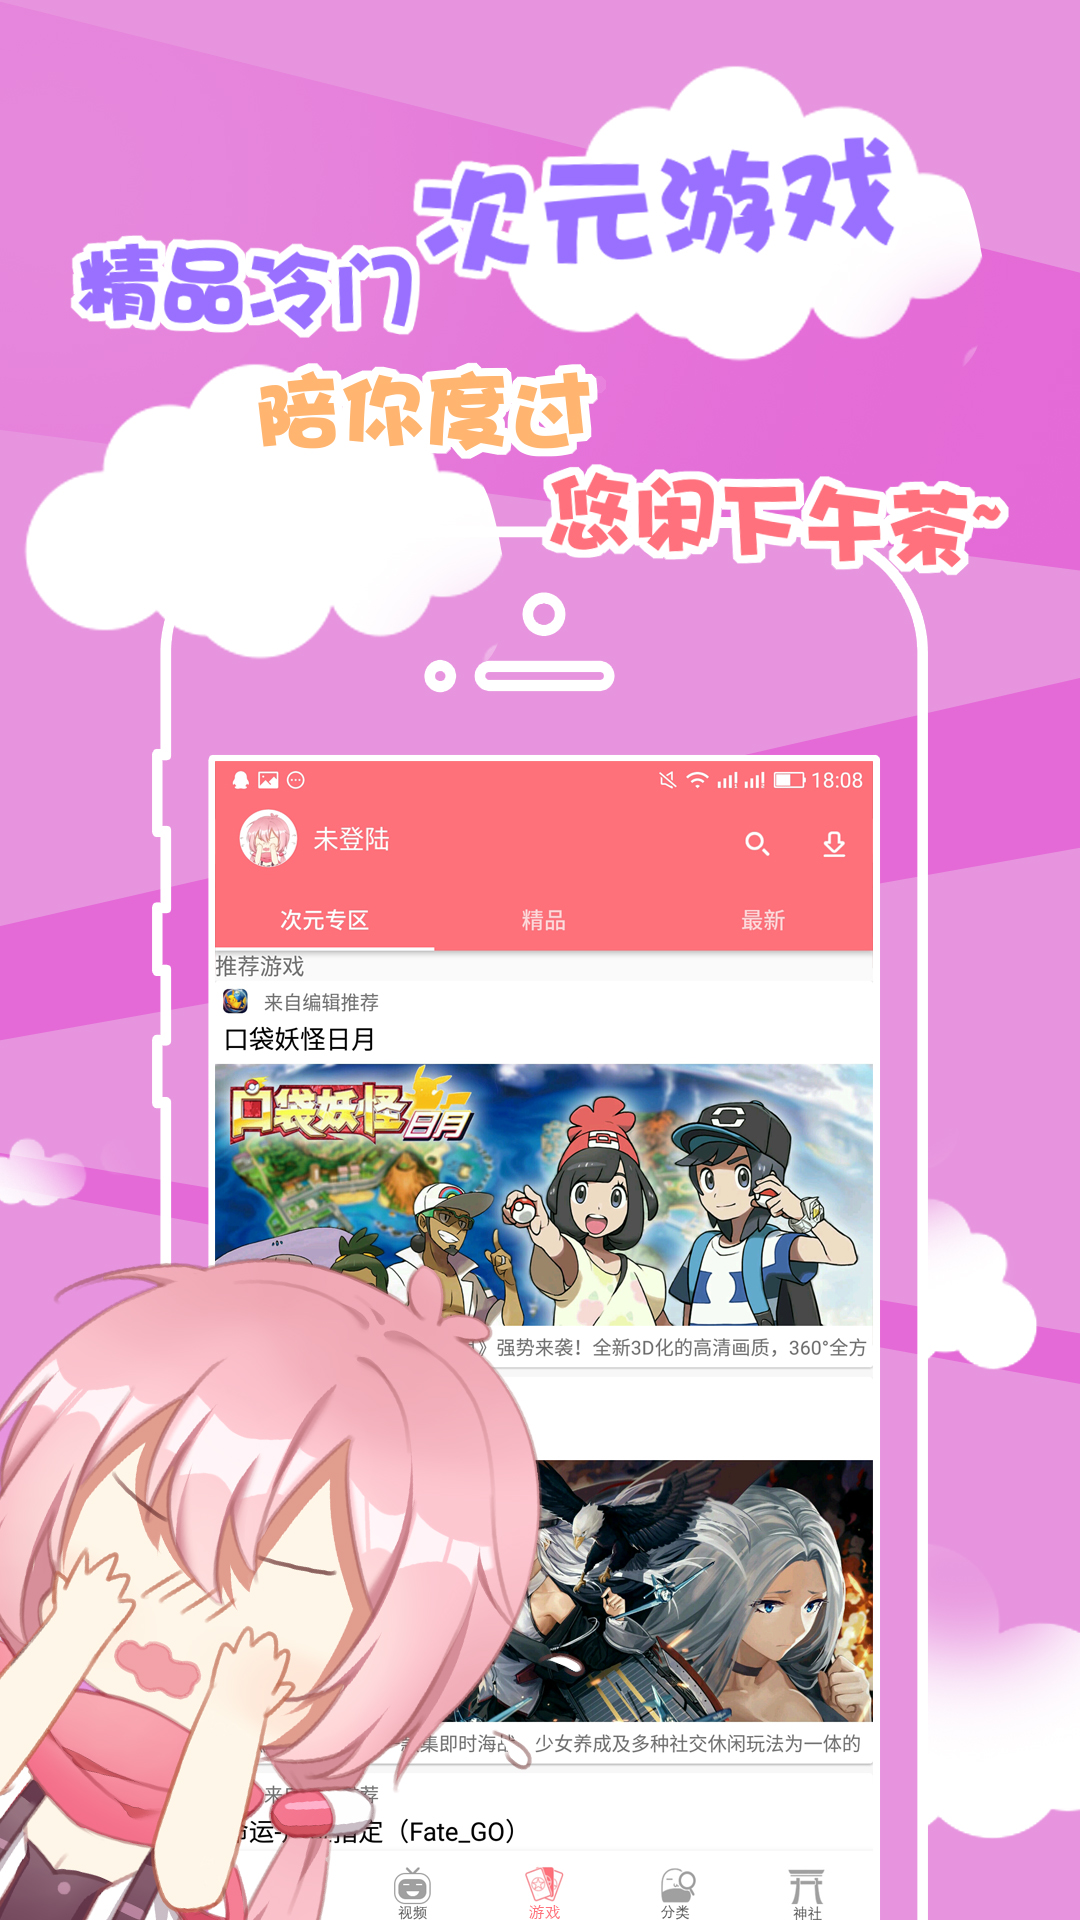 次元游戏
精品冷门
陪你度过
悠闲下午茶~
18:08
未登陆
次元专区 精品 最新
推荐游戏
来自编辑推荐
口袋妖怪日月
口袋妖怪日月
》强势来袭！全新3D化的高清画质，360°全方
集即时海战、少女养成及多种社交休闲玩法为一体的
来 荐
命运- 指定（Fate_GO）
视频 游戏 分类 神社